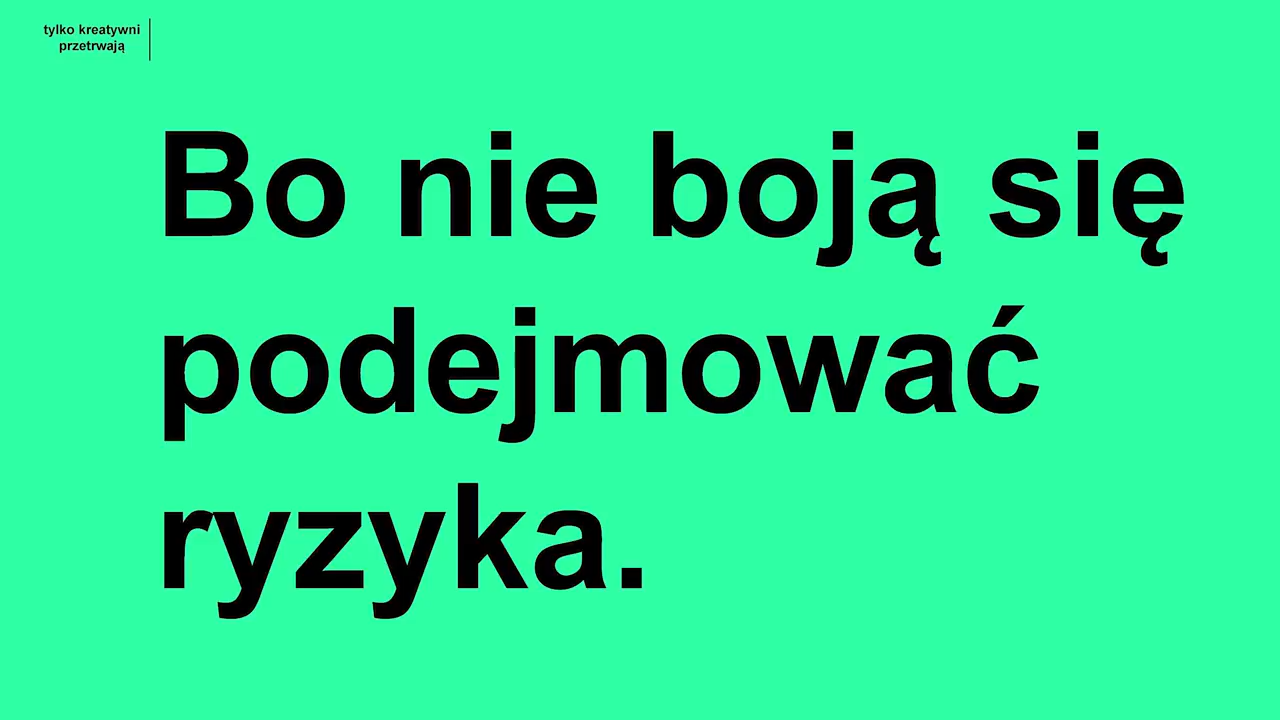 tylko kreatywni
przetrwają
Bo nie boją się
podejmować
ryzyka.